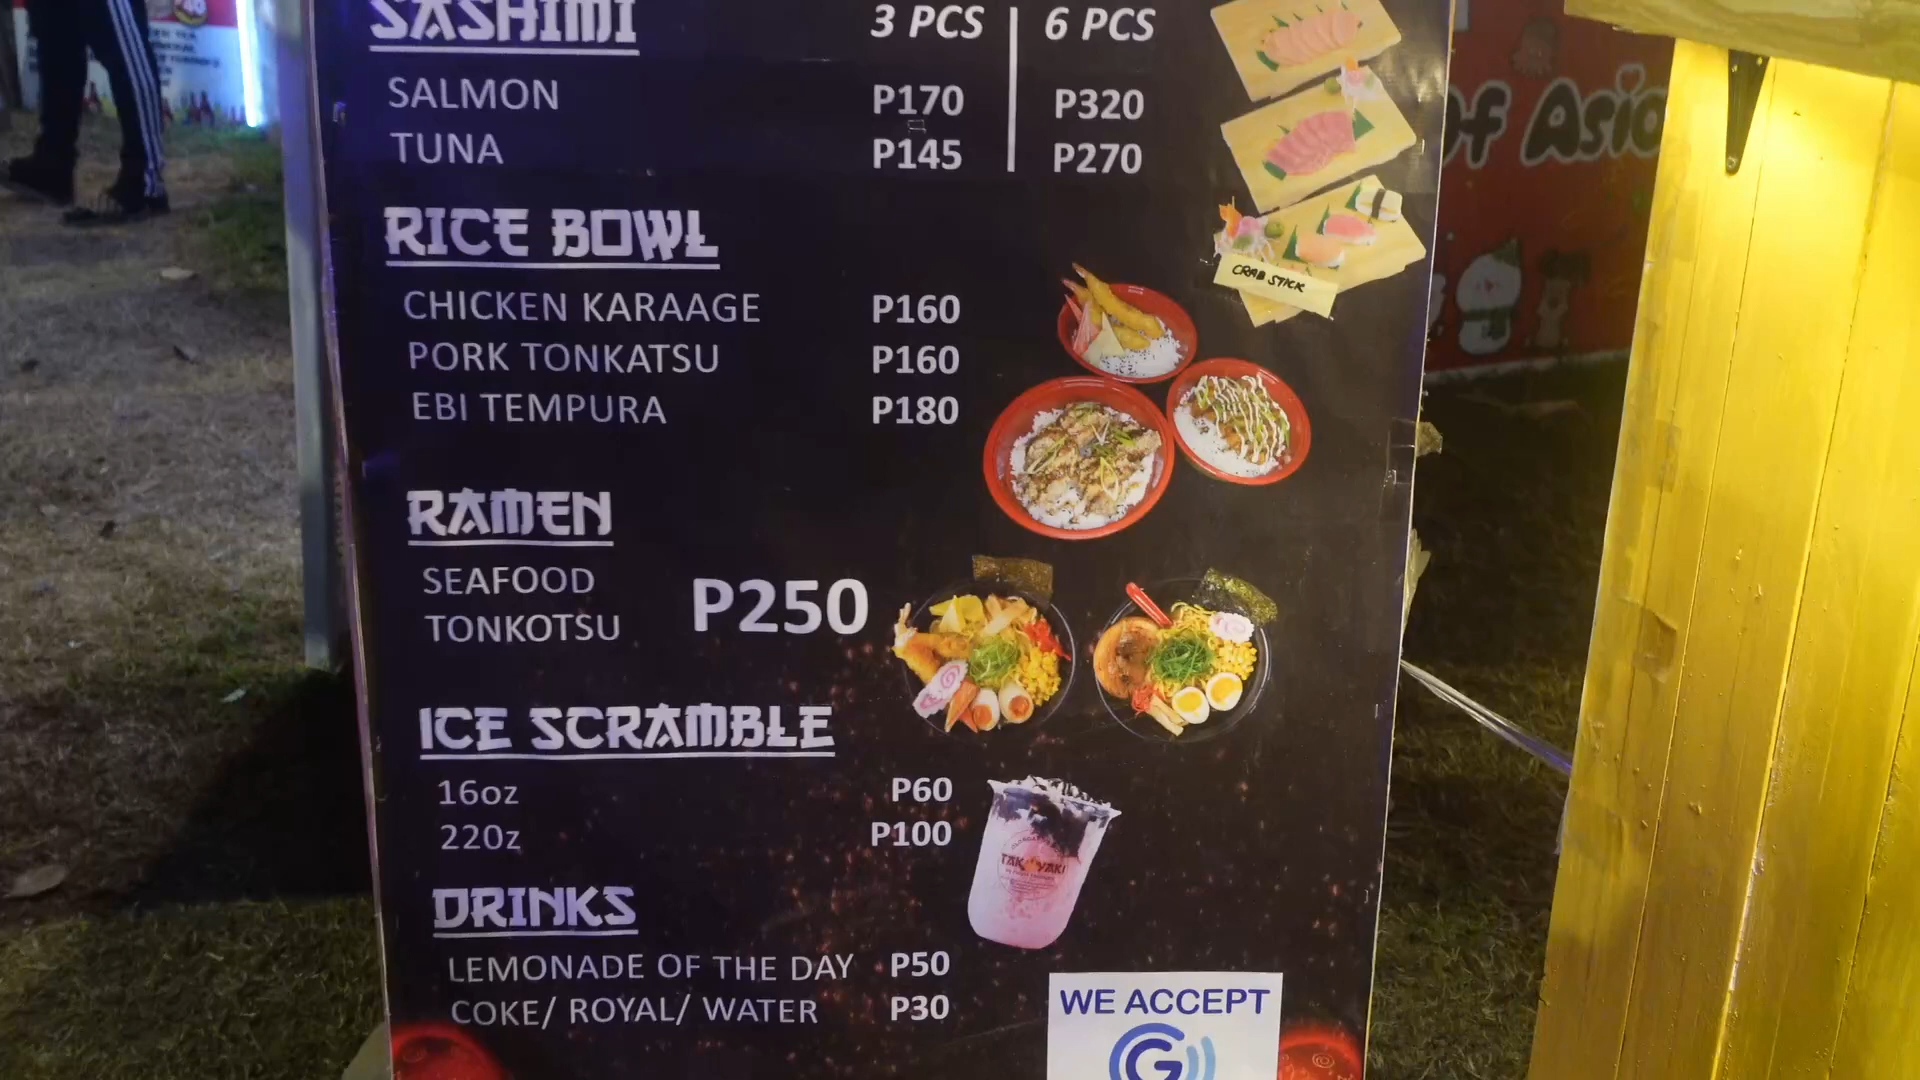 SASHIMI 3 PCS 6 PCS
SALMON P170 P320
TUNA P145 P270
RICE BOWL
CHICKEN KARAAGE P160
PORK TONKATSU P160
EBI TEMPURA P180
CRAB STICK
RAMEN
SEAFOOD
TONKOTSU
P250
ICE SCRAMBLE
16oz P60
220z P100
TAKOYAKI
DRINKS
LEMONADE OF THE DAY P50
COKE/ ROYAL/ WATER P30
WE ACCEPT
G
of Asia